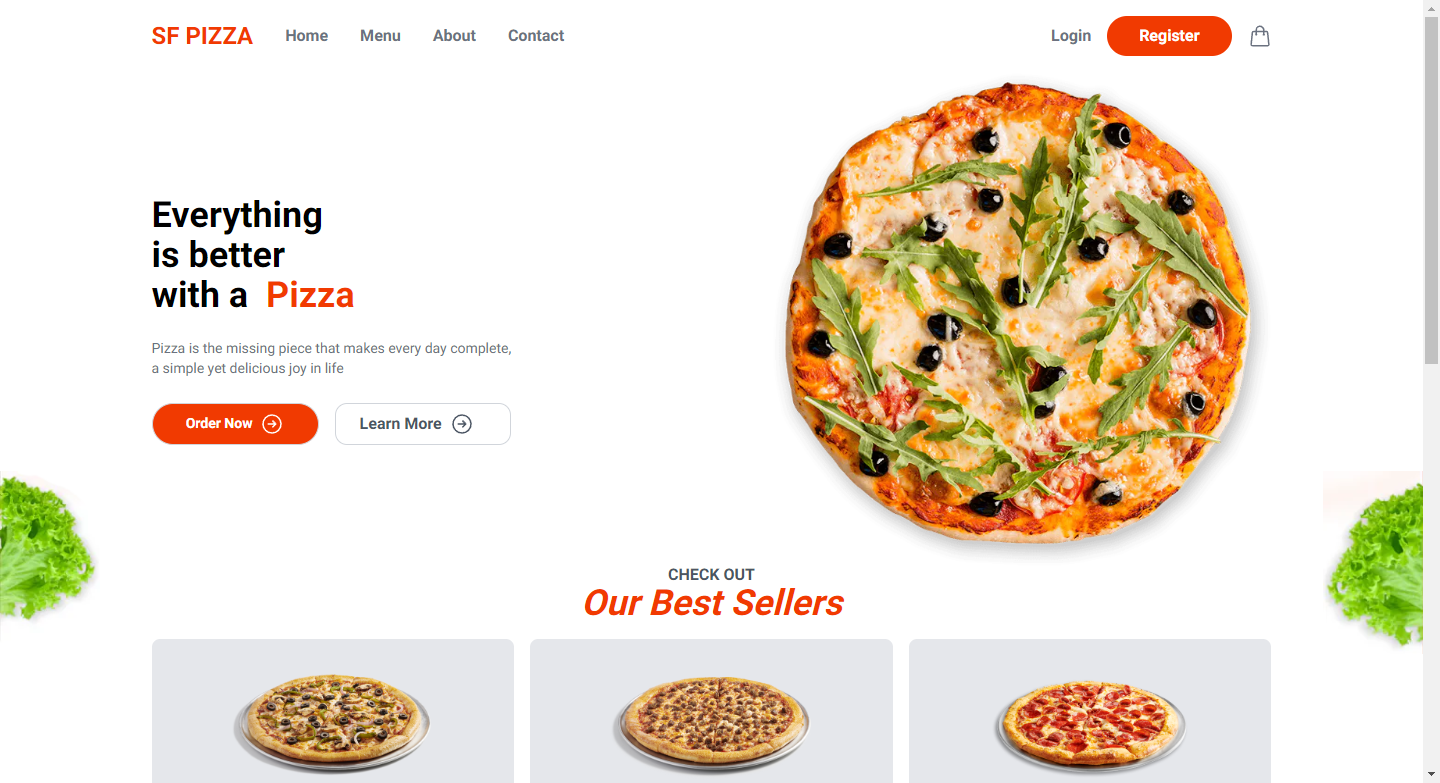 SF PIZZA Home Menu About Contact Login Register
Everything
is better
with a Pizza
Pizza is the missing piece that makes every day complete,
a simple yet delicious joy in life
Order Now Learn More
CHECK OUT
Our Best Sellers